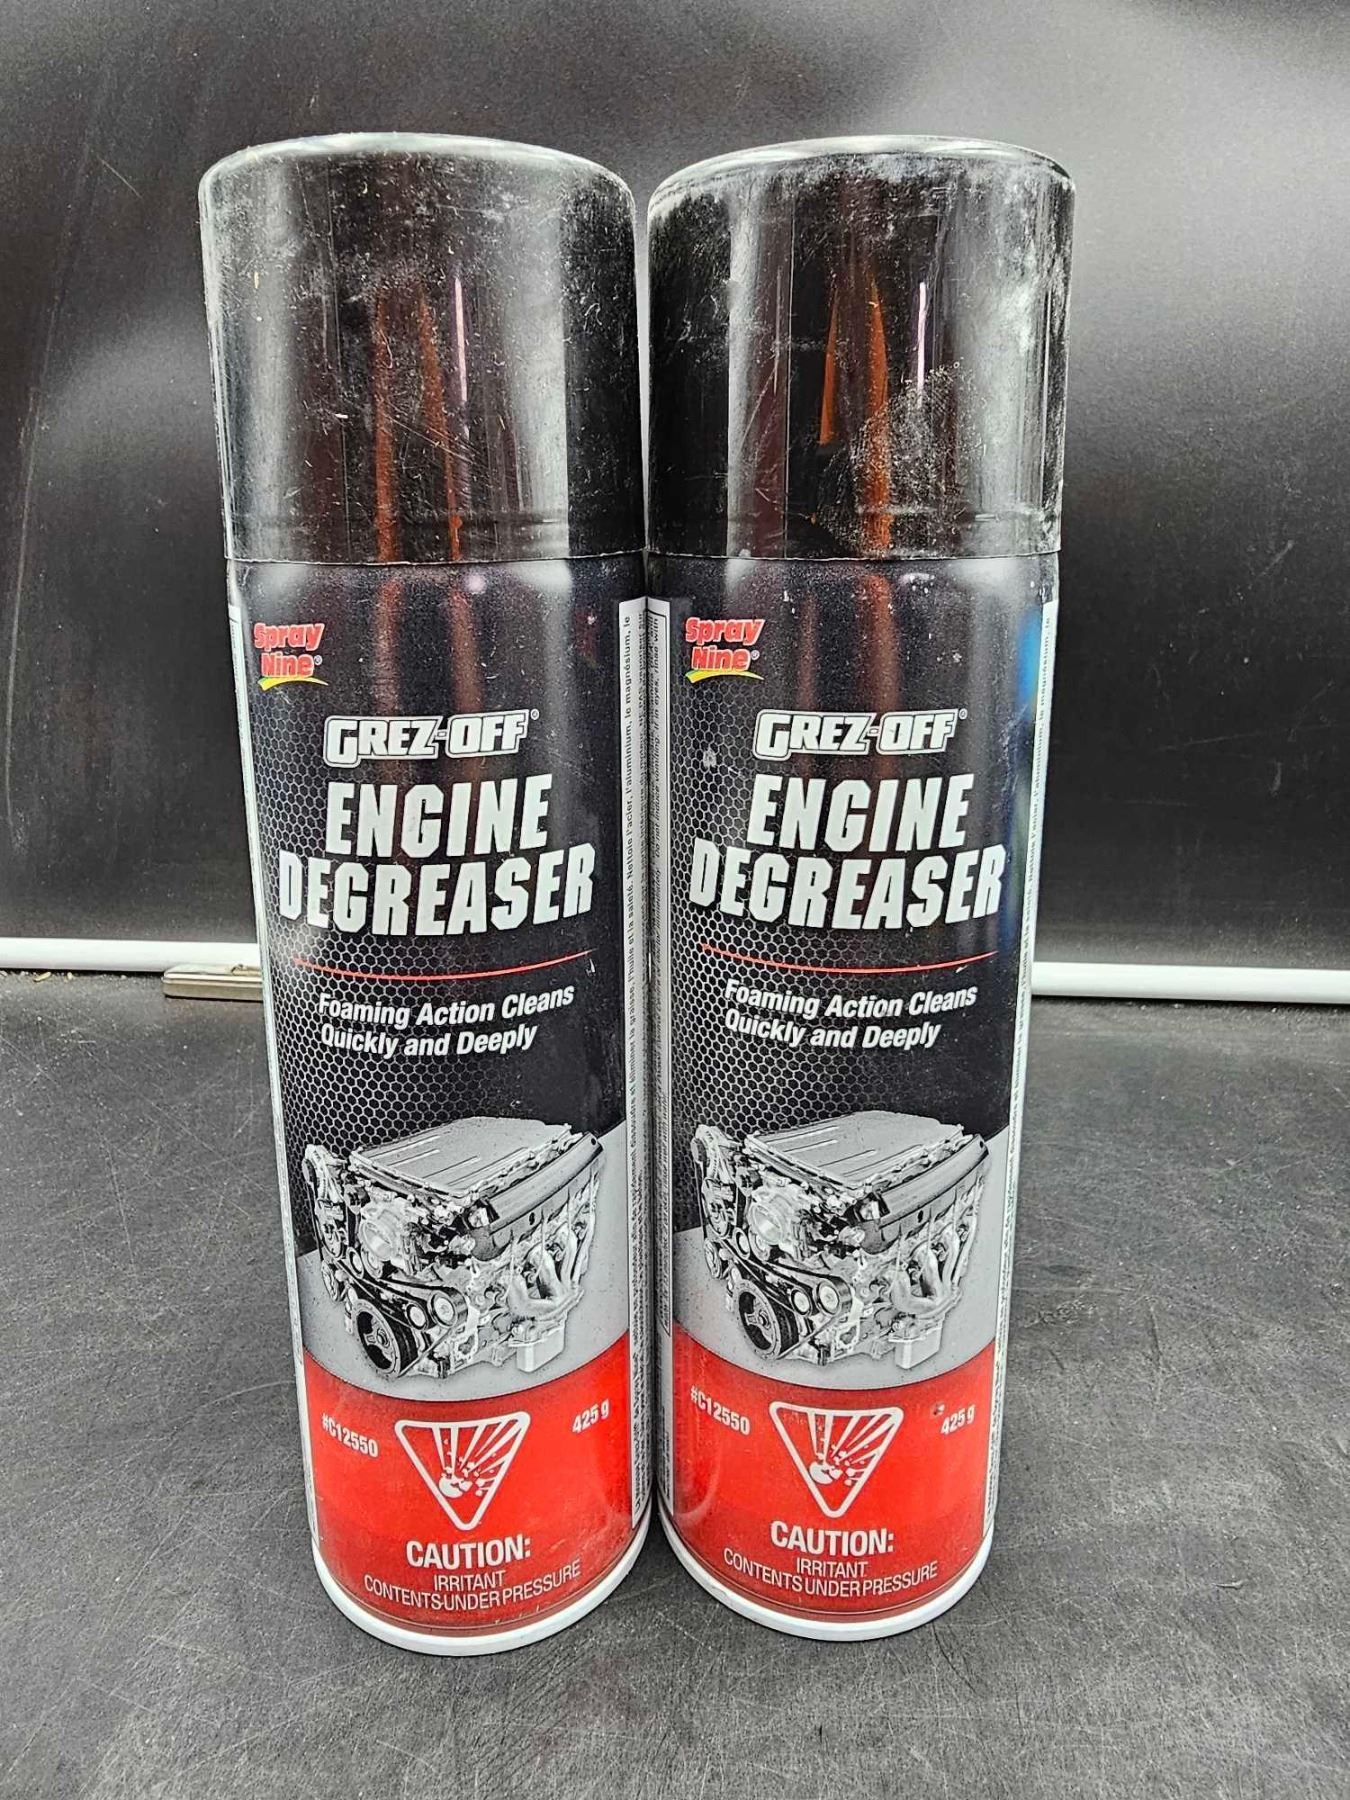 Spray
Nine®
GREZ-OFF®
ENGINE
DEGREASER
Foaming Action Cleans
Quickly and Deeply
#C12550
425 g
CAUTION:
IRRITANT
CONTENTS UNDER PRESSURE
Spray
Nine®
GREZ-OFF®
ENGINE
DEGREASER
Foaming Action Cleans
Quickly and Deeply
#C12550
425 g
CAUTION:
IRRITANT
CONTENTS UNDER PRESSURE